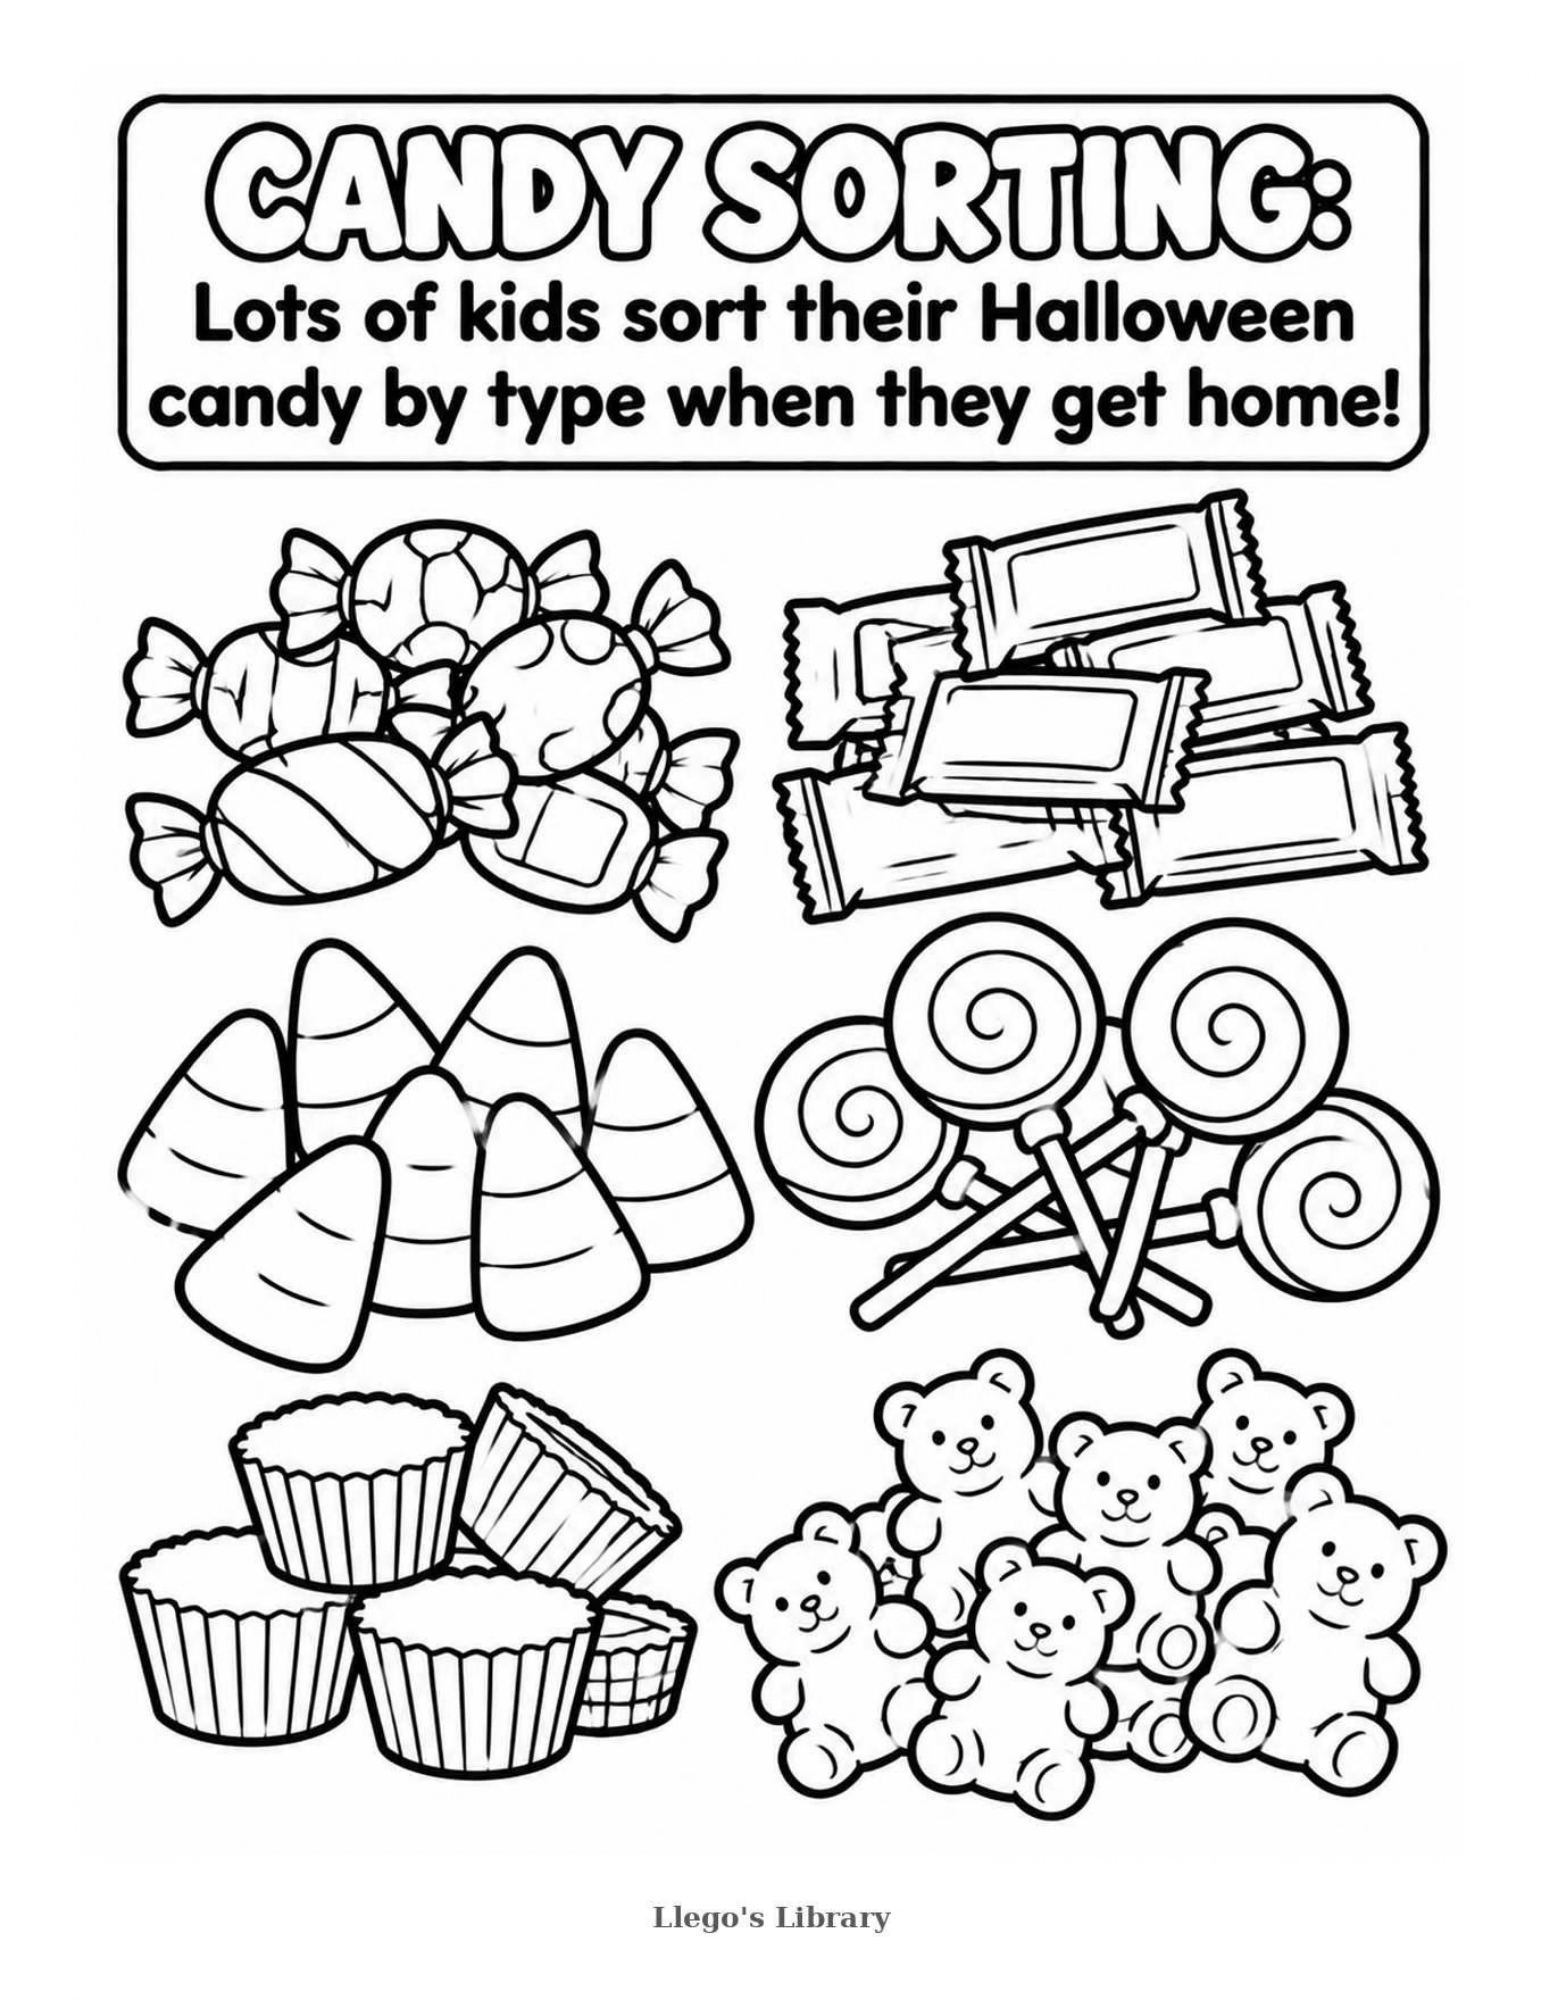 CANDY SORTING:
Lots of kids sort their Halloween
candy by type when they get home!
Llego's Library